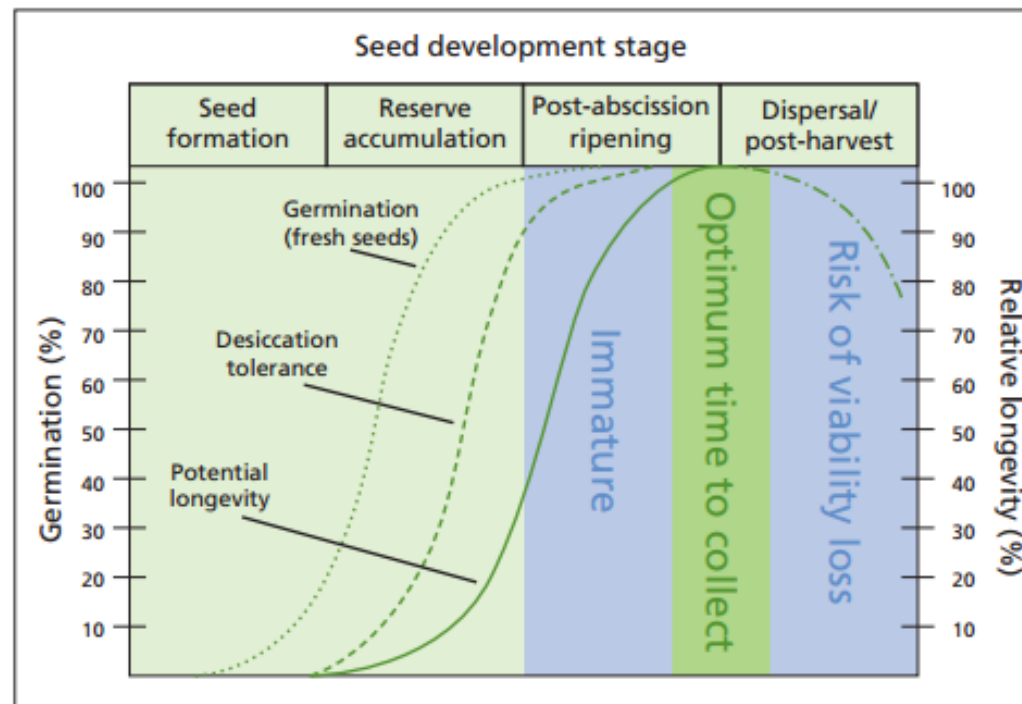 Seed development stage
Seed
formation
Reserve
accumulation
Post-abscission
ripening
Dispersal/
post-harvest
Germination (%)
100
90
80
70
60
50
40
30
20
10
Germination
(fresh seeds)
Desiccation
tolerance
Potential
longevity
Immature
Optimum time to collect
Risk of viability loss
100
90
80
70
60
50
40
30
20
10
Relative longevity (%)